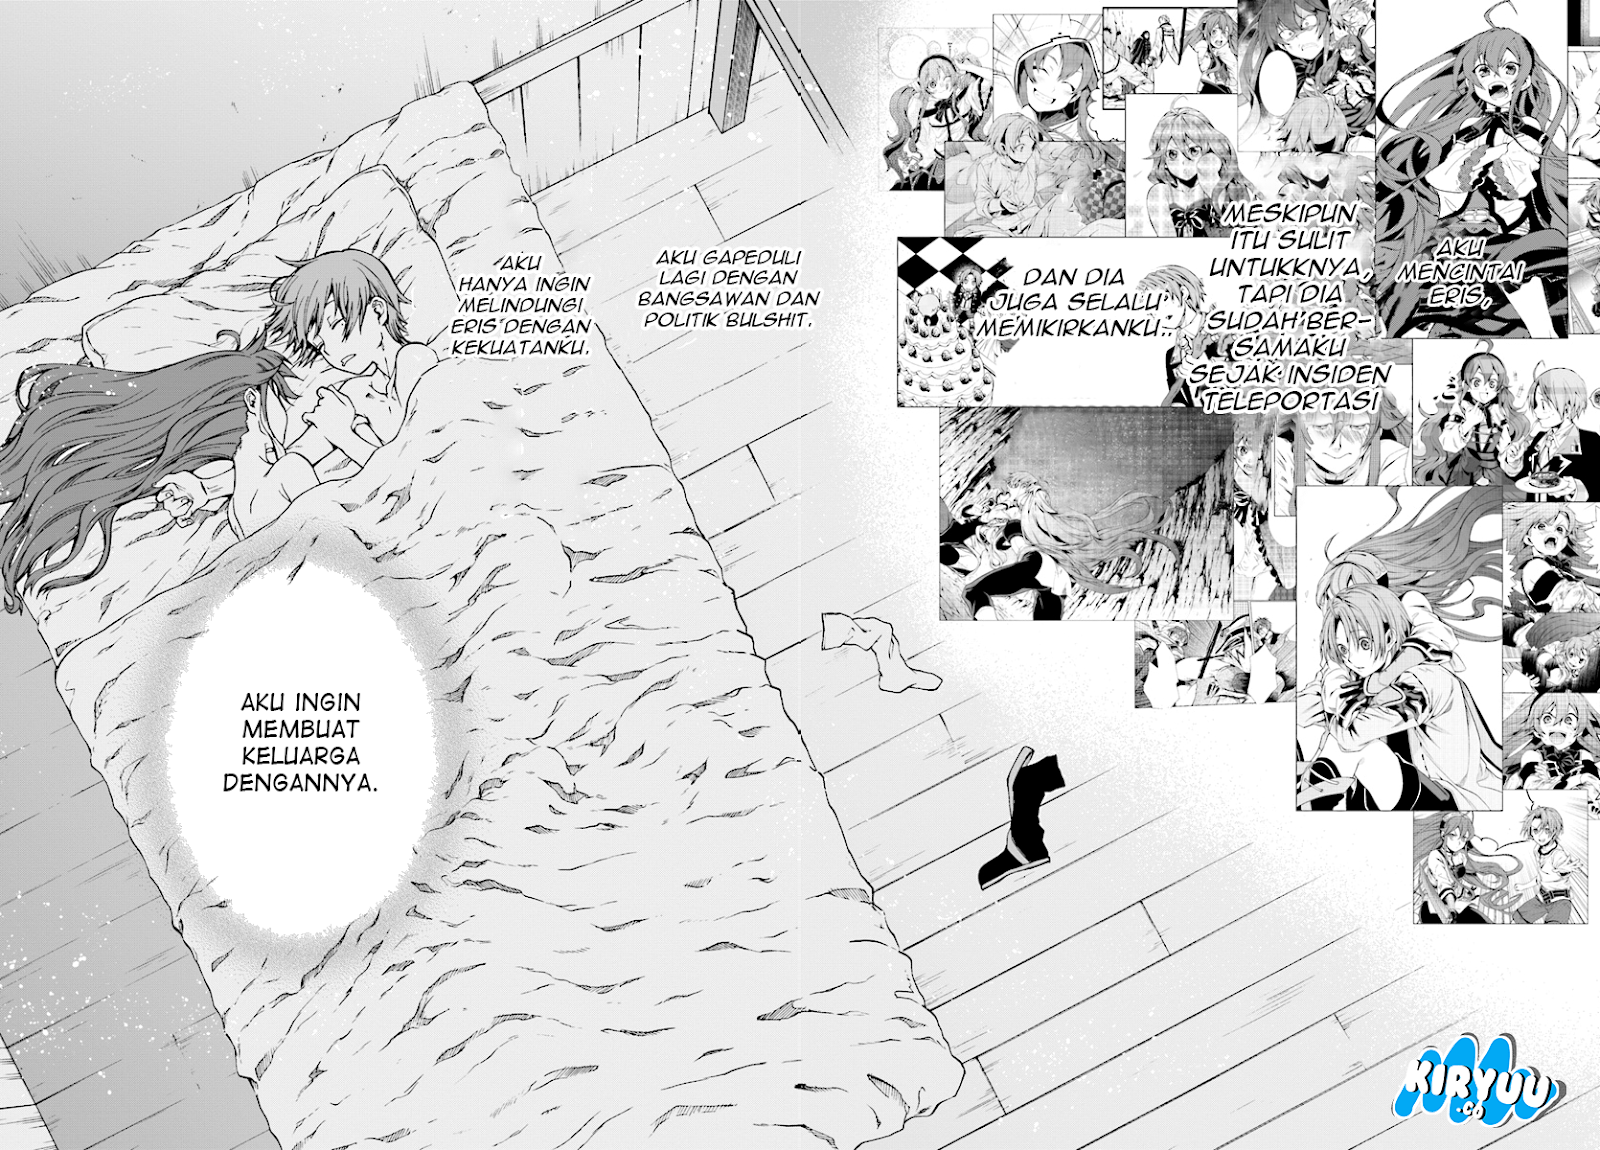 AKU
MENCINTAI
ERIS,
MESKIPUN
ITU SULIT
UNTUKKNYA,
TAPI DIA
SUDAH BER-
SAMAKU
SEJAK INSIDEN
TELEPORTASI
DAN DIA
JUGA SELALU
MEMIKIRKANKU..
AKU GAPEDULI
LAGI DENGAN
BANGSAWAN DAN
POLITIK BULSHIT.
AKU
HANYA INGIN
MELINDUNGI
ERIS DENGAN
KEKUATANKU.
AKU INGIN
MEMBUAT
KELUARGA
DENGANNYA.
KIRYUU
.CO